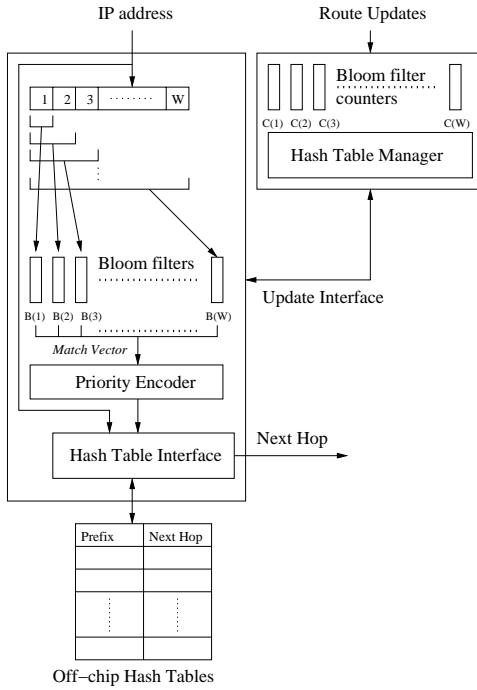 IP address
Route Updates
1 2 3 ········ W
Bloom filter
counters
C(1) C(2) C(3) C(W)
Hash Table Manager
Bloom filters
B(1) B(2) B(3) B(W)
Update Interface
Match Vector
Priority Encoder
Hash Table Interface
Next Hop
Prefix Next Hop
Off−chip Hash Tables